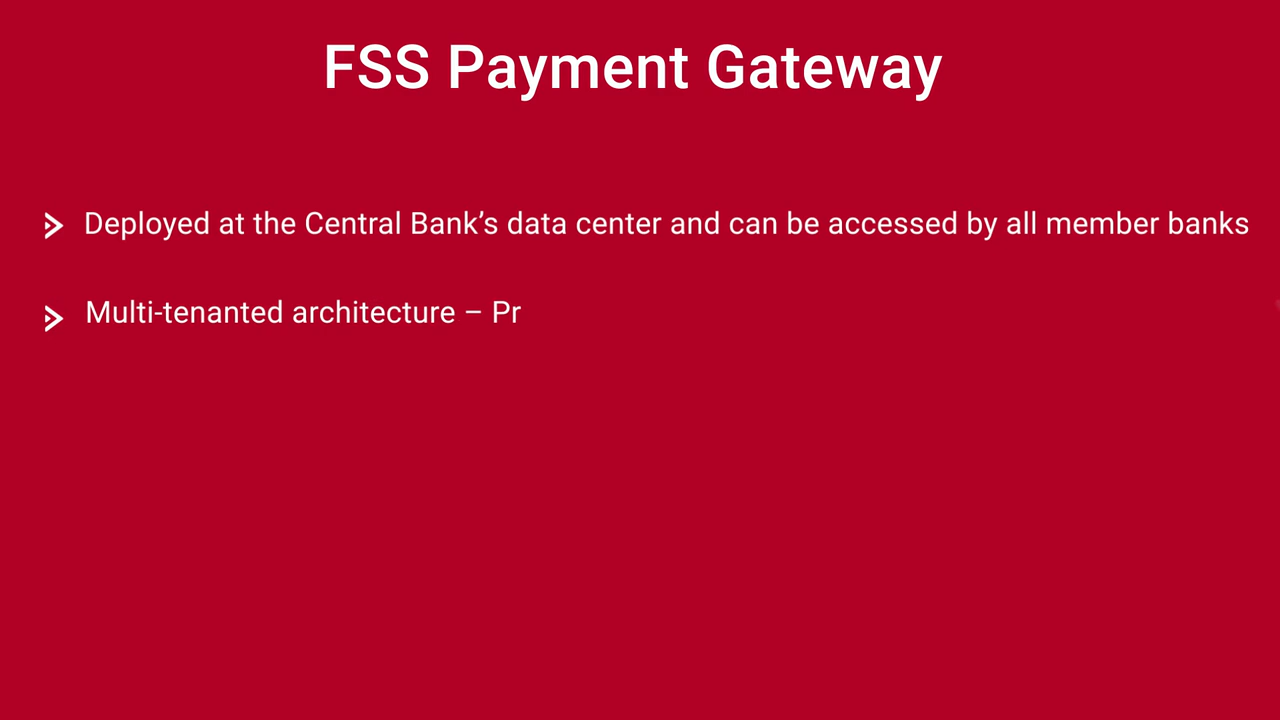 FSS Payment Gateway
Deployed at the Central Bank’s data center and can be accessed by all member banks
Multi-tenanted architecture – Pr